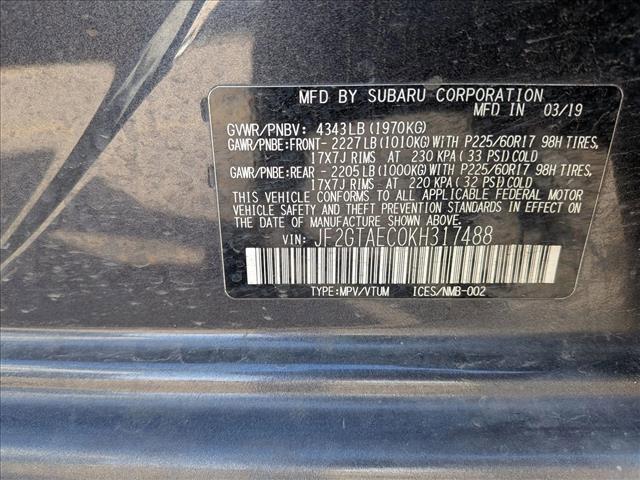 MFD BY SUBARU CORPORATION
MFD IN 03/19
GVWR/PNBV: 4343LB(1970KG)
GAWR/PNBE:FRONT-2227LB(1010KG)WITH P225/60R17 98H TIRES,
17X7J RIMS AT 230 KPA(33 PSI)COLD
GAWR/PNBE:REAR -2205LB(1000KG)WITH P225/60R17 98H TIRES,
17X7J RIMS AT 220 KPA(32 PSI)COLD
THIS VEHICLE CONFORMS TO ALL APPLICABLE FEDERAL MOTOR
VEHICLE SAFETY AND THEFT PREVENTION STANDARDS IN EFFECT ON
THE DATE OF MANUFACTURE SHOWN ABOVE.
VIN: JF2GTAEC0KH317488
TYPE:MPV/VTUM ICES/NMB-002